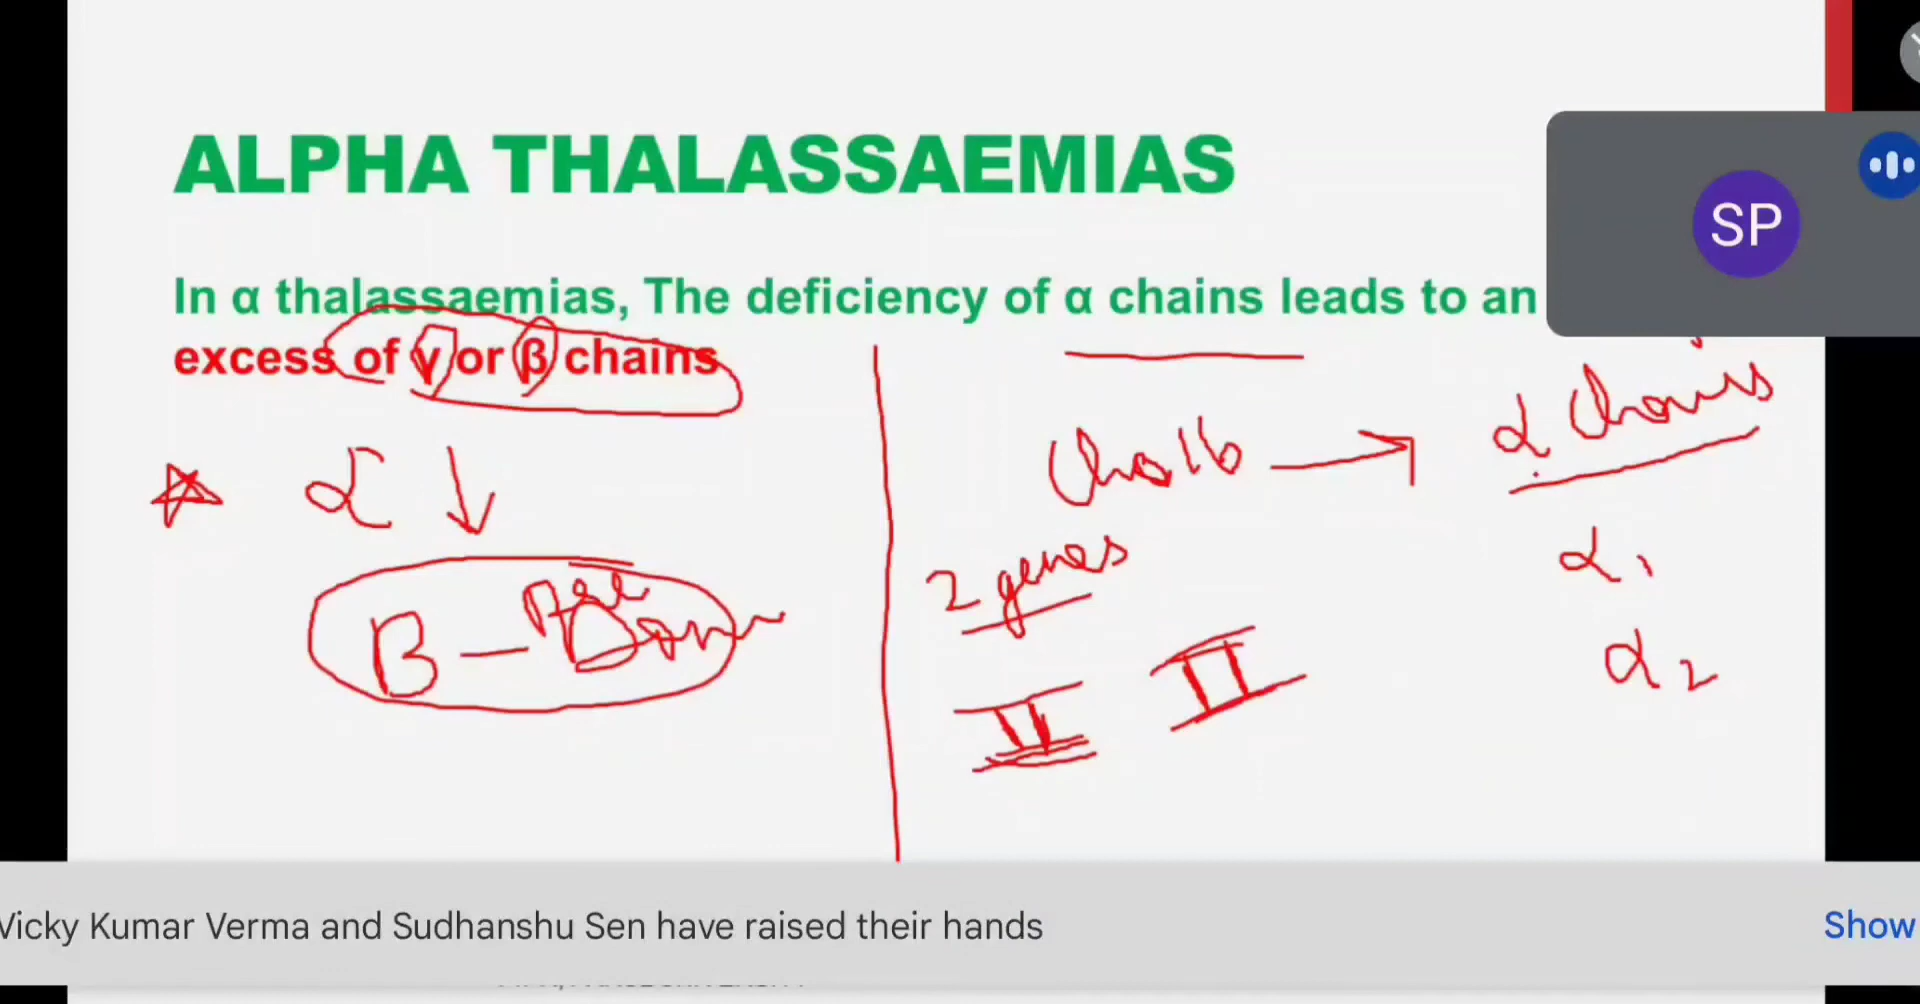 ALPHA THALASSAEMIAS
SP
In α thalassaemias, The deficiency of α chains leads to an
excess of γ or β chains
α ↓
β –
Cho 16 → α Chains
2 genes
α1
α2
Vicky Kumar Verma and Sudhanshu Sen have raised their hands
Show